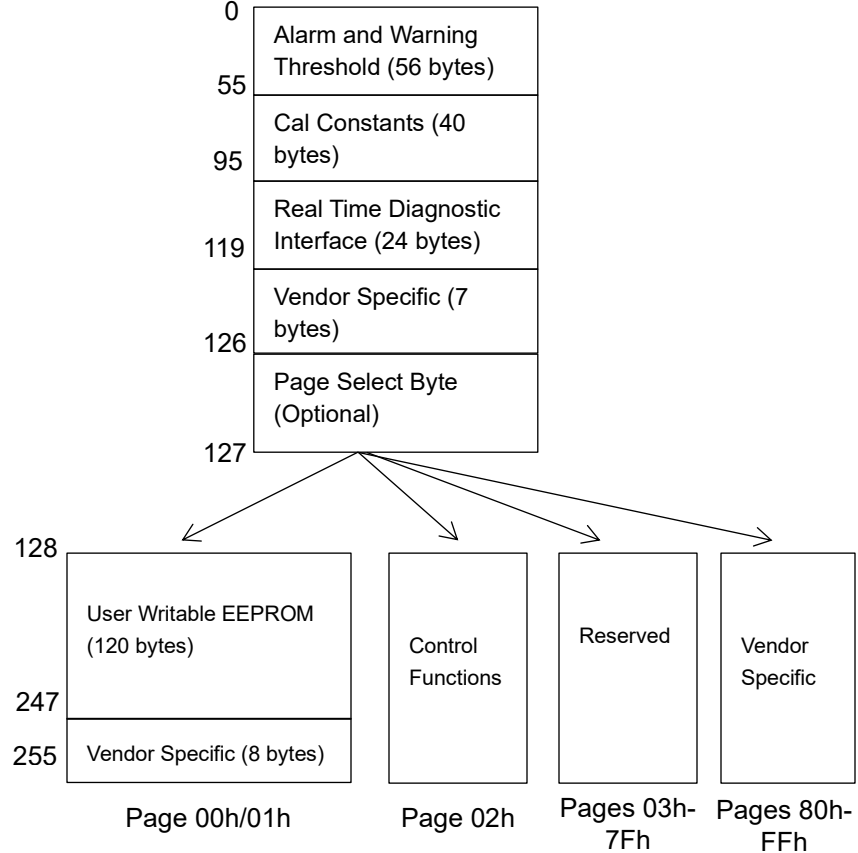 0
Alarm and Warning
Threshold (56 bytes)
55
Cal Constants (40
bytes)
95
Real Time Diagnostic
Interface (24 bytes)
119
Vendor Specific (7
bytes)
126
Page Select Byte
(Optional)
127
128
User Writable EEPROM
(120 bytes)
247
255
Vendor Specific (8 bytes)
Page 00h/01h
Control
Functions
Page 02h
Reserved
Pages 03h-
7Fh
Vendor
Specific
Pages 80h-
FFh